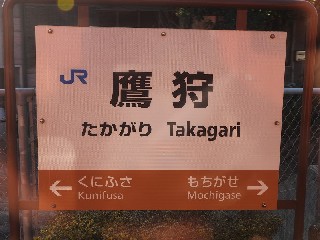 JR
鷹狩
たかがり Takagari
くにふさ もちがせ
Kunifusa Mochigase